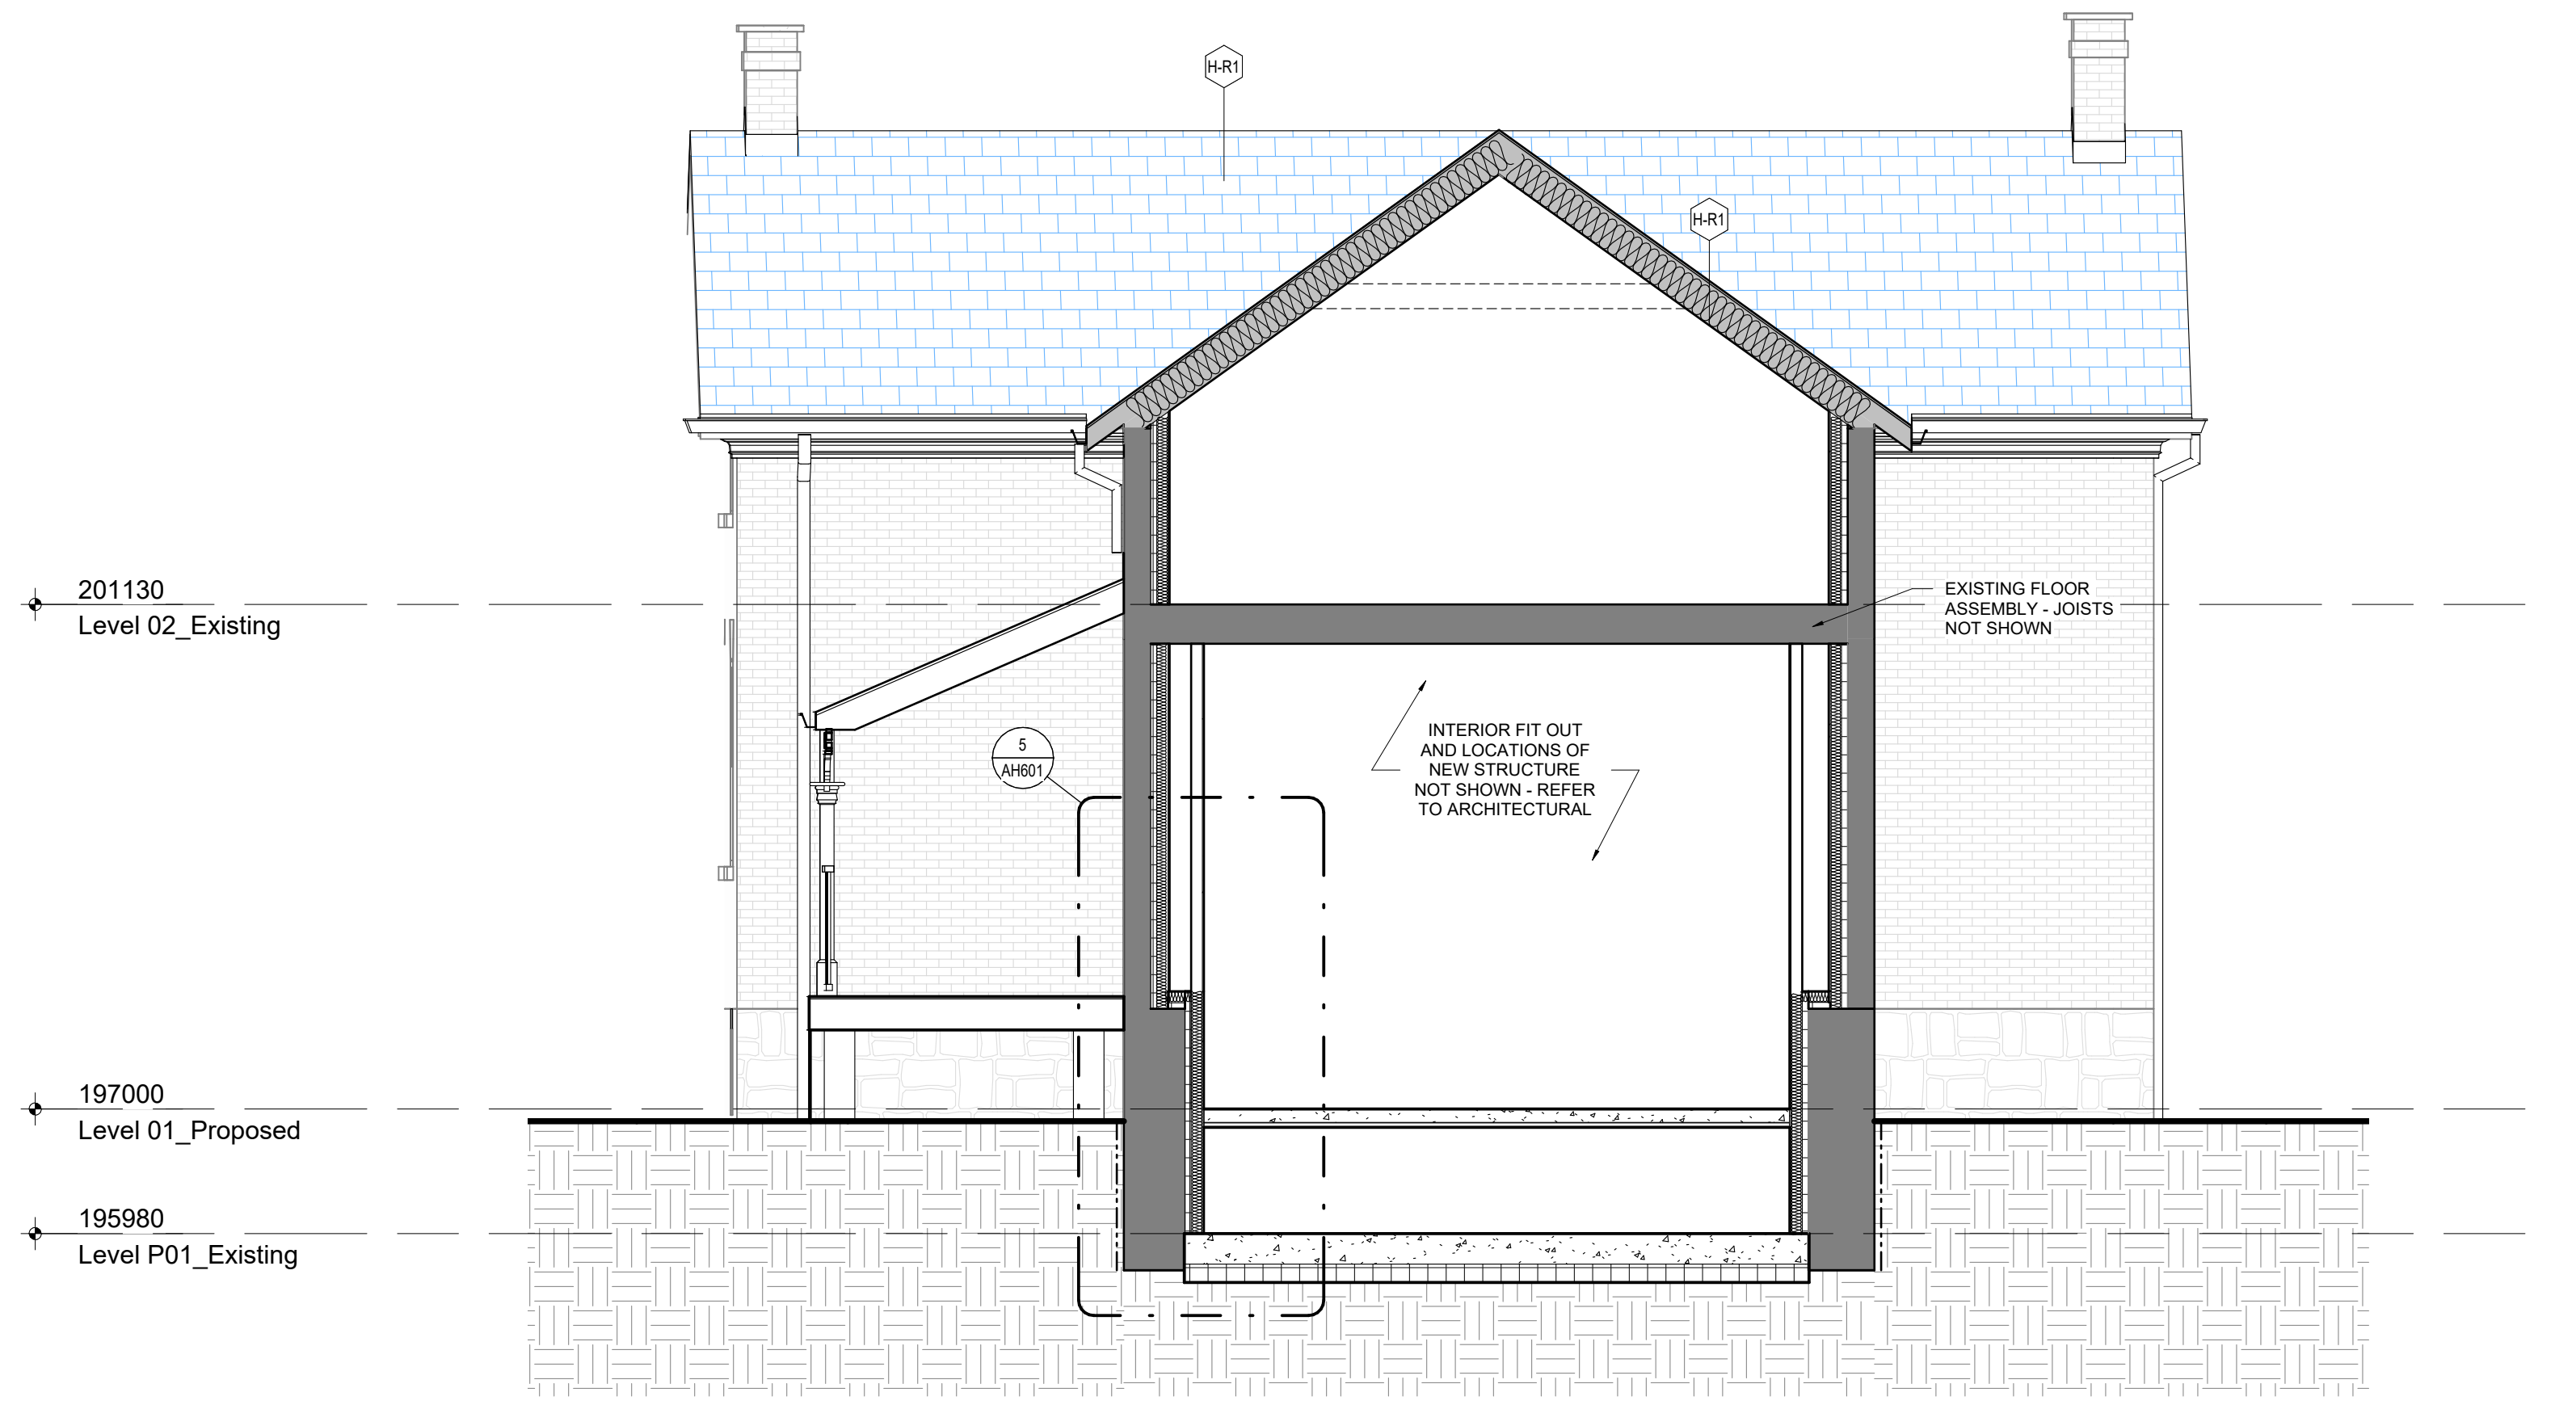 H-R1
H-R1
201130
Level 02_Existing
EXISTING FLOOR
ASSEMBLY - JOISTS
NOT SHOWN
INTERIOR FIT OUT
AND LOCATIONS OF
NEW STRUCTURE
NOT SHOWN - REFER
TO ARCHITECTURAL
5
AH601
197000
Level 01_Proposed
195980
Level P01_Existing